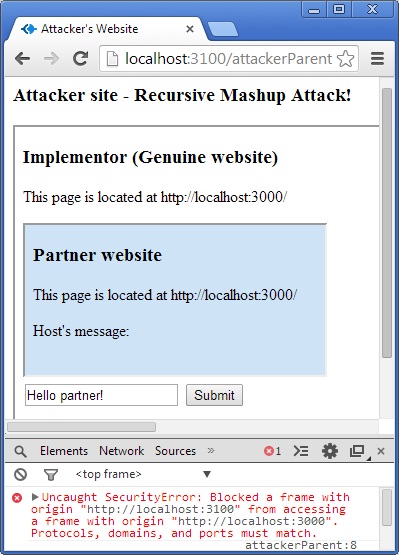 Attacker's Website
localhost:3100/attackerParent
Attacker site - Recursive Mashup Attack!
Implementor (Genuine website)
This page is located at http://localhost:3000/
Partner website
This page is located at http://localhost:3000/
Host's message:
Hello partner!
Submit
Elements Network Sources » 1
<top frame>
Uncaught SecurityError: Blocked a frame with
origin "http://localhost:3100" from accessing
a frame with origin "http://localhost:3000".
Protocols, domains, and ports must match.
attackerParent:8